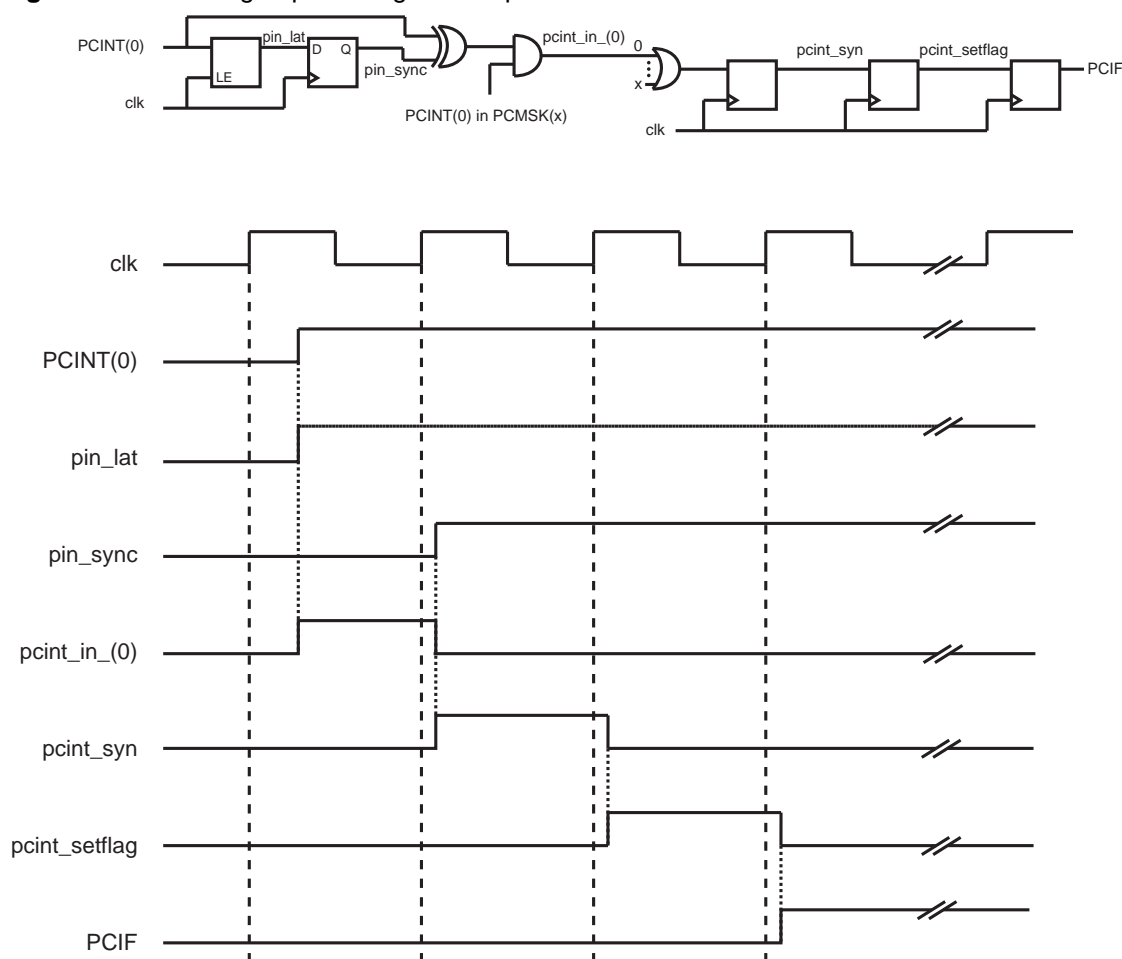 PCINT(0)
pin_lat
D Q
LE
pin_sync
clk
PCINT(0) in PCMSK(x)
pcint_in_(0)
0
x
clk
pcint_syn
pcint_setflag
PCIF
clk
PCINT(0)
pin_lat
pin_sync
pcint_in_(0)
pcint_syn
pcint_setflag
PCIF